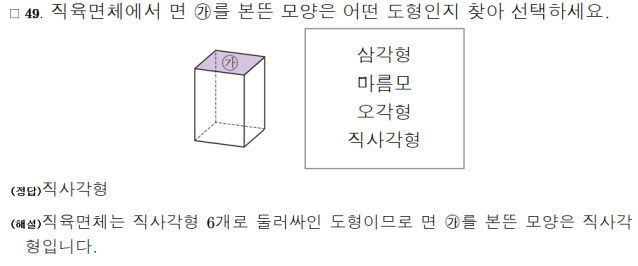 □ 49. 직육면체에서 면 ㉮를 본뜬 모양은 어떤 도형인지 찾아 선택하세요.
㉮
삼각형
마름모
오각형
직사각형
(정답)직사각형
(해설)직육면체는 직사각형 6개로 둘러싸인 도형이므로 면 ㉮를 본뜬 모양은 직사각
형입니다.